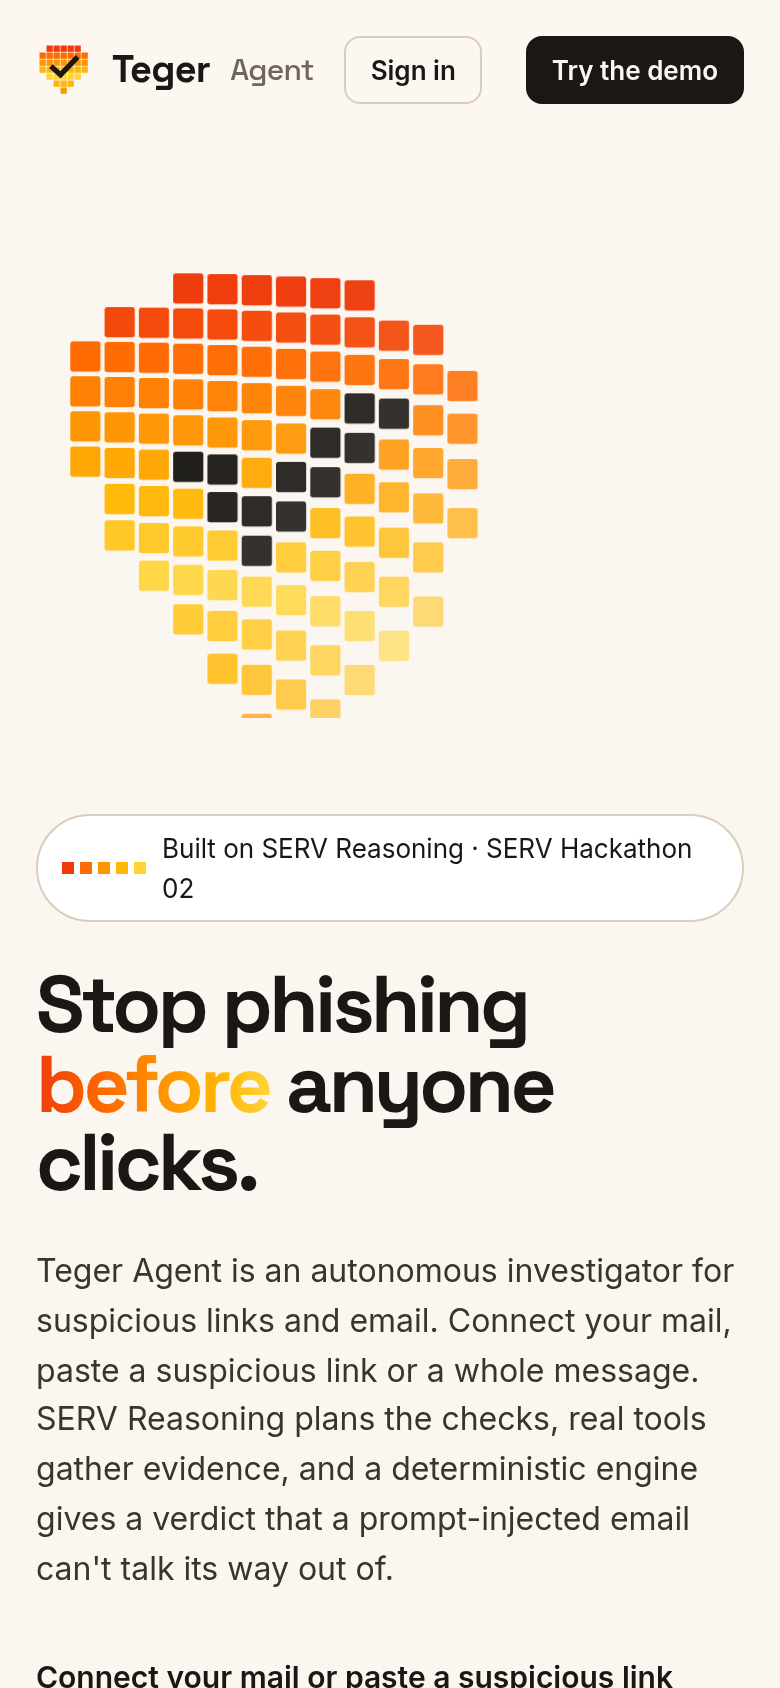 Teger Agent Sign in Try the demo
Built on SERV Reasoning · SERV Hackathon
02
Stop phishing
before anyone
clicks.
Teger Agent is an autonomous investigator for
suspicious links and email. Connect your mail,
paste a suspicious link or a whole message.
SERV Reasoning plans the checks, real tools
gather evidence, and a deterministic engine
gives a verdict that a prompt-injected email
can't talk its way out of.
Connect your mail or paste a suspicious link